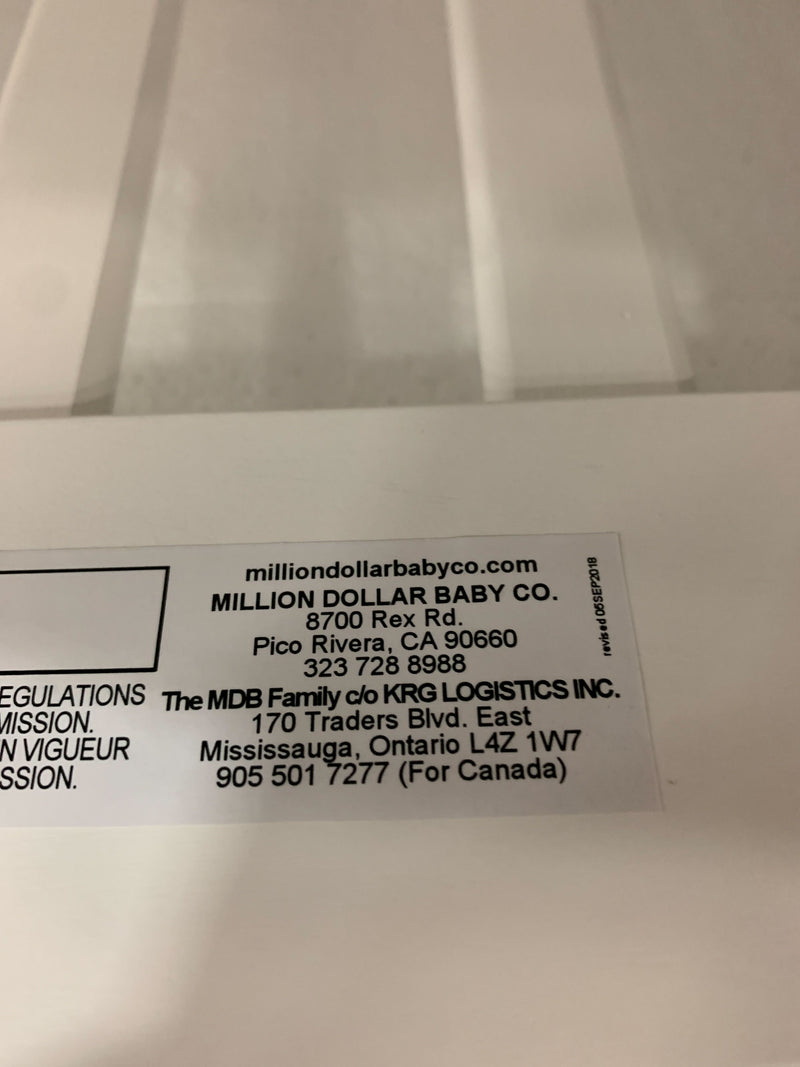 milliondollarbabyco.com
MILLION DOLLAR BABY CO.
8700 Rex Rd.
Pico Rivera, CA 90660
323 728 8988
The MDB Family c/o KRG LOGISTICS INC.
170 Traders Blvd. East
Mississauga, Ontario L4Z 1W7
905 501 7277 (For Canada)
revised 06SEP2018
EGULATIONS
MISSION.
N VIGUEUR
SSION.